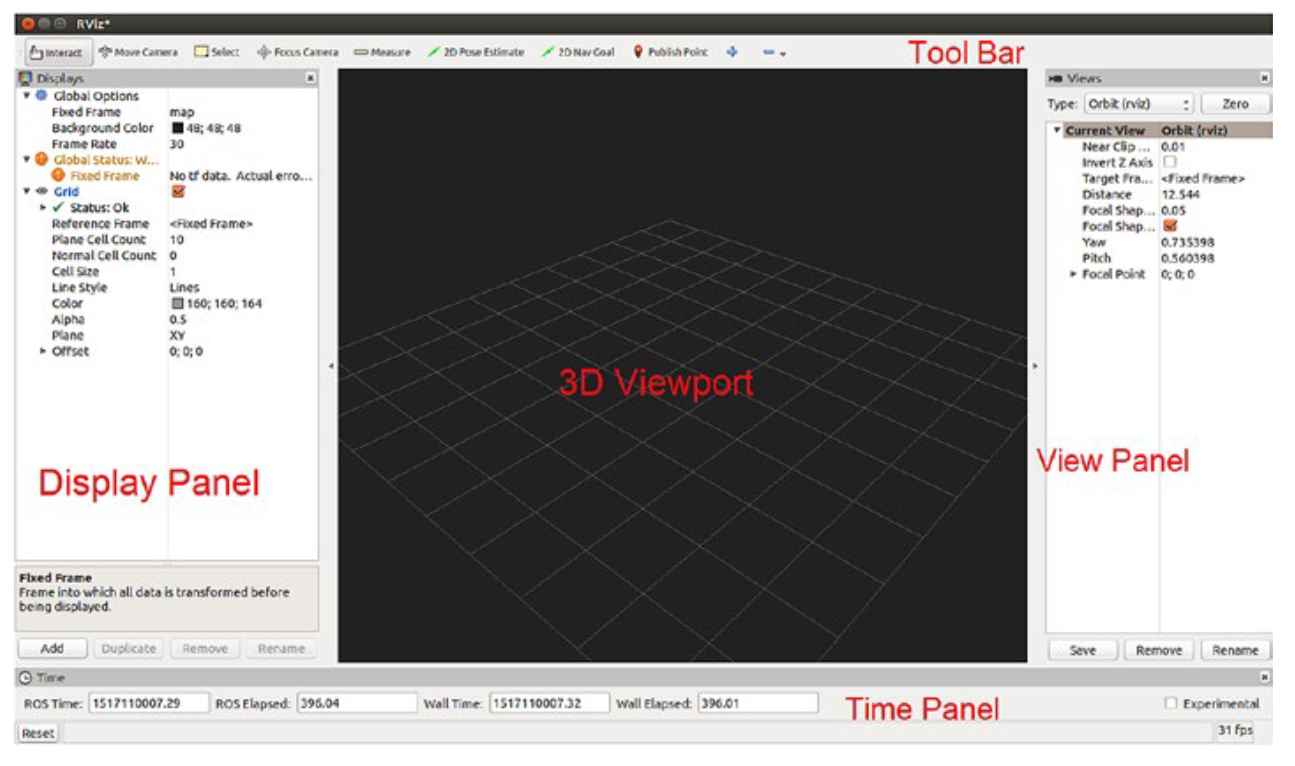 RViz*
Interact Move Camera Select Focus Camera Measure 2D Pose Estimate 2D Nav Goal Publish Point Tool Bar
Displays
Global Options
Fixed Frame map
Background Color 48; 48; 48
Frame Rate 30
Global Status: W...
Fixed Frame No tf data. Actual erro...
Grid
Status: Ok
Reference Frame <Fixed Frame>
Plane Cell Count 10
Normal Cell Count 0
Cell Size 1
Line Style Lines
Color 160; 160; 164
Alpha 0.5
Plane XY
Offset 0; 0; 0
Display Panel
Fixed Frame
Frame into which all data is transformed before
being displayed.
Add Duplicate Remove Rename
3D Viewport
Views
Type: Orbit (rviz) Zero
Current View Orbit (rviz)
Near Clip ... 0.01
Invert Z Axis
Target Fra... <Fixed Frame>
Distance 12.544
Focal Shap... 0.05
Focal Shap...
Yaw 0.735398
Pitch 0.560398
Focal Point 0; 0; 0
View Panel
Save Remove Rename
Time
ROS Time: 1517110007.29 ROS Elapsed: 396.04 Wall Time: 1517110007.32 Wall Elapsed: 396.01 Time Panel Experimental
Reset 31 fps